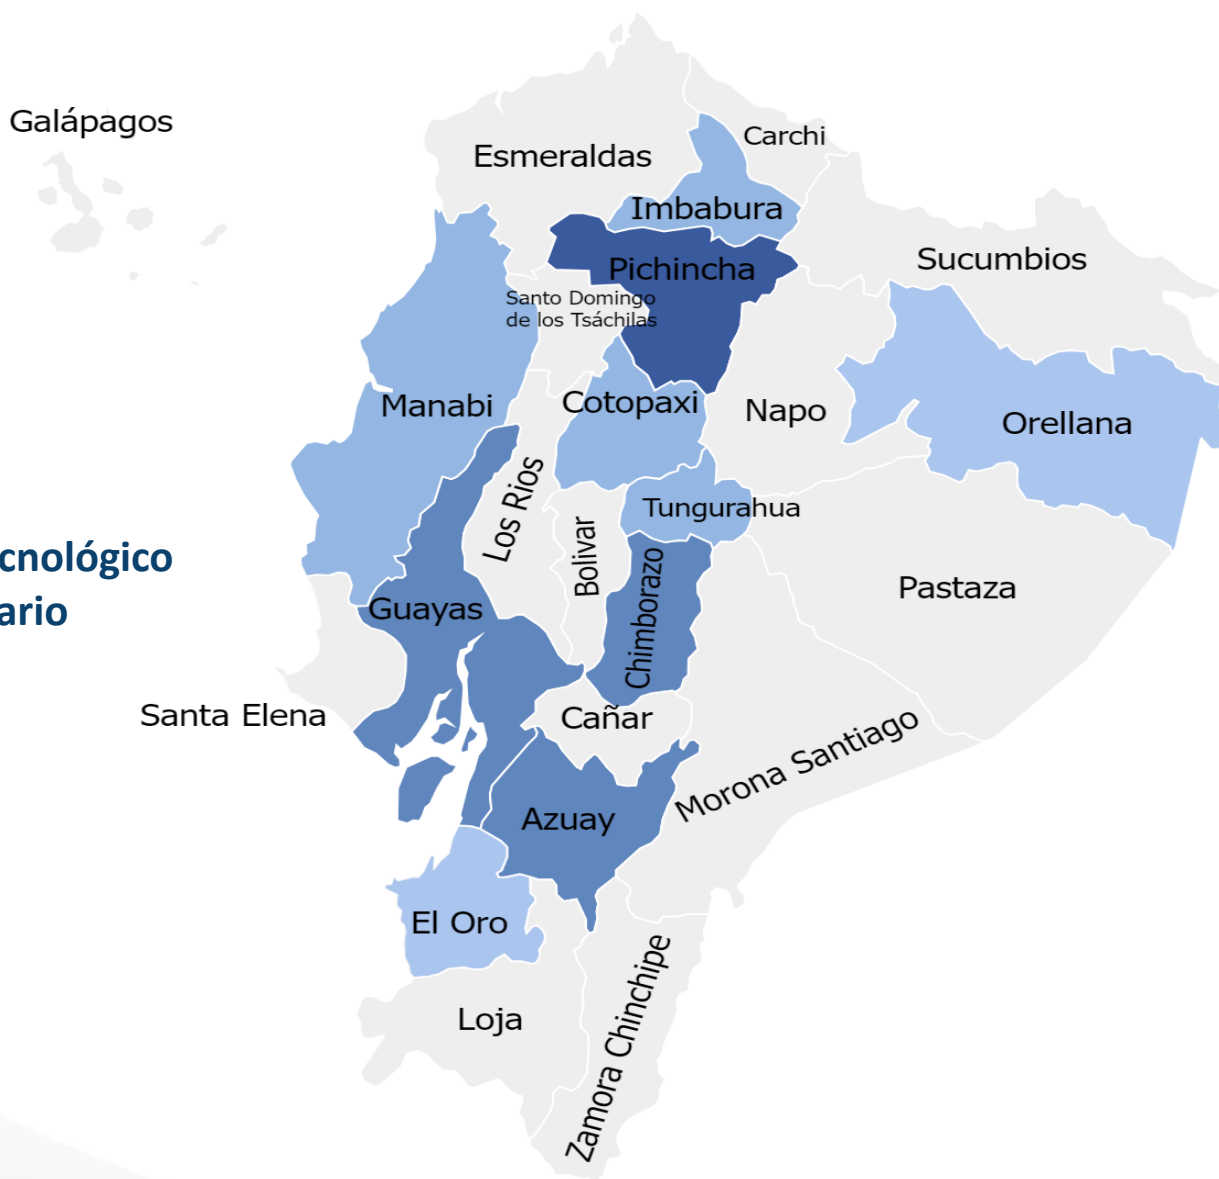 Galápagos
Carchi
Esmeraldas
Imbabura
Sucumbios
Pichincha
Santo Domingo
de los Tsáchilas
Manabi
Cotopaxi
Napo
Orellana
Los Rios
Tungurahua
Bolivar
cnológico
Chimborazo
Pastaza
ario
Guayas
Santa Elena
Cañar
Morona Santiago
Azuay
El Oro
Loja
Zamora Chinchipe